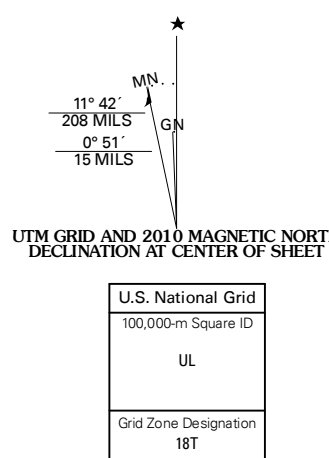 ★
MN
11° 42´
208 MILS
GN
0° 51´
15 MILS
UTM GRID AND 2010 MAGNETIC NORT
DECLINATION AT CENTER OF SHEET
U.S. National Grid
100,000-m Square ID
UL
Grid Zone Designation
18T